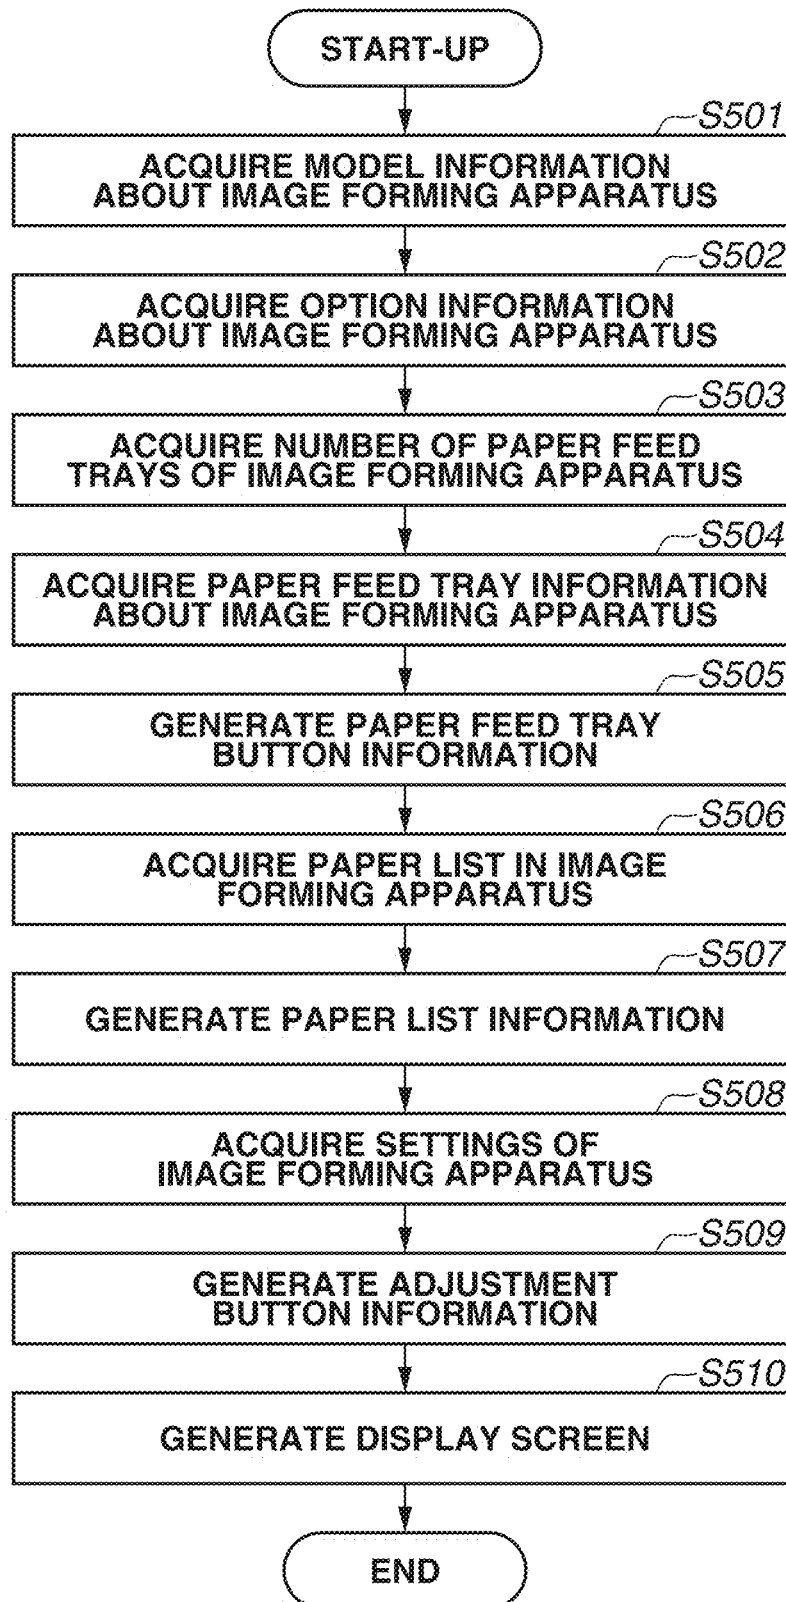 START-UP
S501
ACQUIRE MODEL INFORMATION
ABOUT IMAGE FORMING APPARATUS
S502
ACQUIRE OPTION INFORMATION
ABOUT IMAGE FORMING APPARATUS
S503
ACQUIRE NUMBER OF PAPER FEED
TRAYS OF IMAGE FORMING APPARATUS
S504
ACQUIRE PAPER FEED TRAY INFORMATION
ABOUT IMAGE FORMING APPARATUS
S505
GENERATE PAPER FEED TRAY
BUTTON INFORMATION
S506
ACQUIRE PAPER LIST IN IMAGE
FORMING APPARATUS
S507
GENERATE PAPER LIST INFORMATION
S508
ACQUIRE SETTINGS OF
IMAGE FORMING APPARATUS
S509
GENERATE ADJUSTMENT
BUTTON INFORMATION
S510
GENERATE DISPLAY SCREEN
END